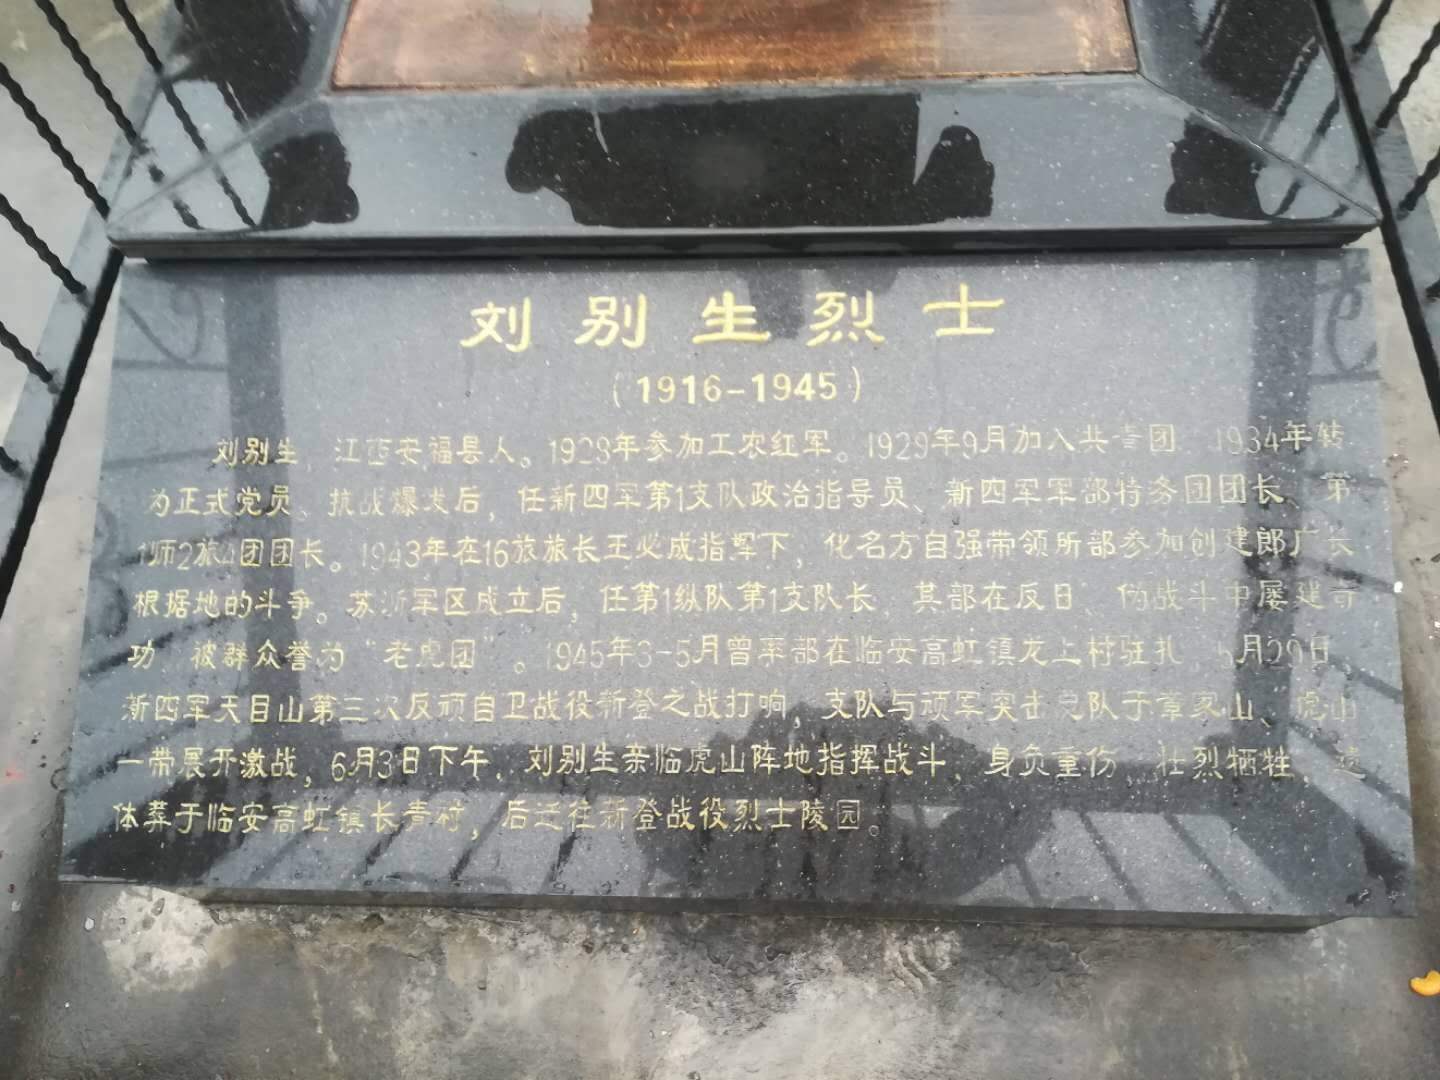 刘别生烈士
(1916-1945)
刘别生，江西安福县人。1928年参加工农红军。1929年9月加入共青团，1934年转
为正式党员、抗战爆发后，任新四军第1支队政治指导员、新四军军部特务团团长、第
1师2旅4团团长。1943年在16旅旅长王必成指挥下，化名方自强带领所部参加创建郎广长
根据地的斗争。苏浙军区成立后，任第1纵队第1支队长，其部在反日、伪战斗中屡建奇
功，被群众誉为“老虎团”。1945年3-5月曾率部在临安高虹镇龙上村驻扎，5月29日，
新四军天目山第三次反顽自卫战役新登之战打响，支队与顽军突击总队于章家山、虎山
一带展开激战，6月3日下午，刘别生亲临虎山阵地指挥战斗，身负重伤，壮烈牺牲，遗
体葬于临安高虹镇长青村，后迁往新登战役烈士陵园。